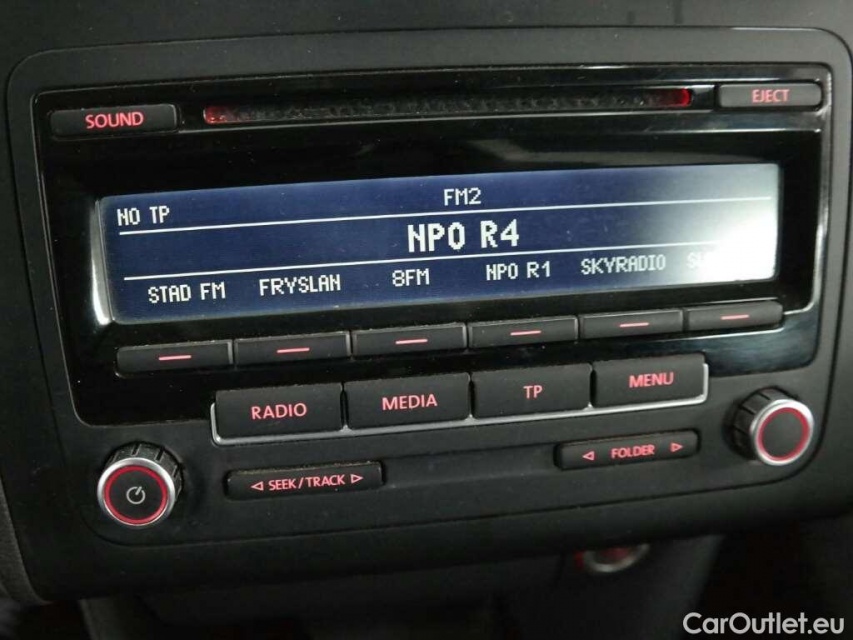 SOUND
EJECT
NO TP
FM2
NPO R4
STAD FM FRYSLAN 8FM NPO R1 SKYRADIO
RADIO MEDIA TP MENU
SEEK/TRACK
FOLDER
CarOutlet.eu